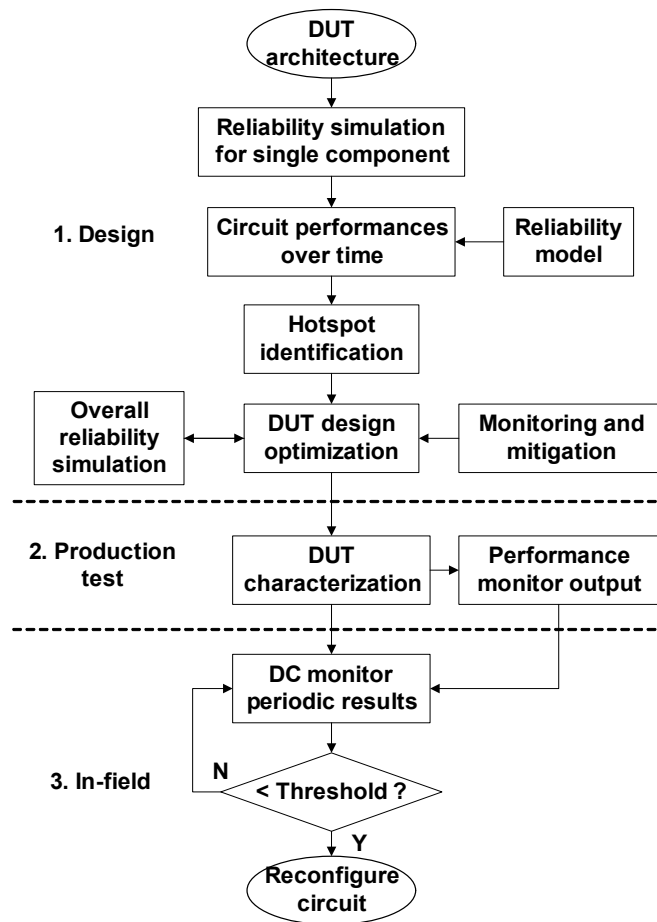 DUT
architecture
Reliability simulation
for single component
1. Design
Circuit performances
over time
Reliability
model
Hotspot
identification
Overall
reliability
simulation
DUT design
optimization
Monitoring and
mitigation
2. Production
test
DUT
characterization
Performance
monitor output
DC monitor
periodic results
3. In-field
N
< Threshold ?
Y
Reconfigure
circuit